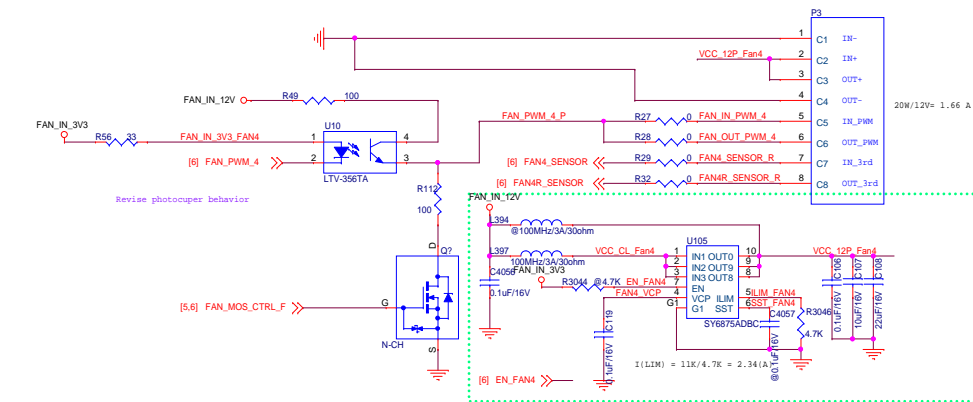 P3
1 C1 IN-
VCC_12P_Fan4 2 C2 IN+
3 C3 OUT+
4 C4 OUT-
20W/12V= 1.66 A
FAN_IN_12V R49 100
FAN_PWM_4_P R27 0 FAN_IN_PWM_4 5 C5 IN_PWM
R28 0 FAN_OUT_PWM_4 6 C6 OUT_PWM
[6] FAN4_SENSOR R29 0 FAN4_SENSOR_R 7 C7 IN_3rd
[6] FAN4R_SENSOR R32 0 FAN4R_SENSOR_R 8 C8 OUT_3rd
FAN_IN_3V3
R56 33 FAN_IN_3V3_FAN4 1 U10 4
[6] FAN_PWM_4 2 3
LTV-356TA
R112
100
Revise photocuper behavior
FAN_IN_12V
L394
@100MHz/3A/30ohm
L397
100MHz/3A/30ohm
VCC_CL_Fan4
U105
1 IN1 OUT0 10
2 IN2 OUT9 9
3 IN3 OUT8 8
7 EN
4 VCP ILIM 5
G1 G1 SST 6
SY6875ADBC
VCC_12P_Fan4
C106
0.1uF/16V
C107
10uF/16V
C108
22uF/16V
C4056
0.1uF/16V
FAN_IN_3V3
R3044 @4.7K EN_FAN4
FAN4_VCP
C119
0.1uF/16V
ILIM_FAN4
SST_FAN4
C4057
@0.1uF/16V
R3046
4.7K
I(LIM) = 11K/4.7K = 2.34(A)
[6] EN_FAN4
D
Q?
[5,6] FAN_MOS_CTRL_F G
S
N-CH